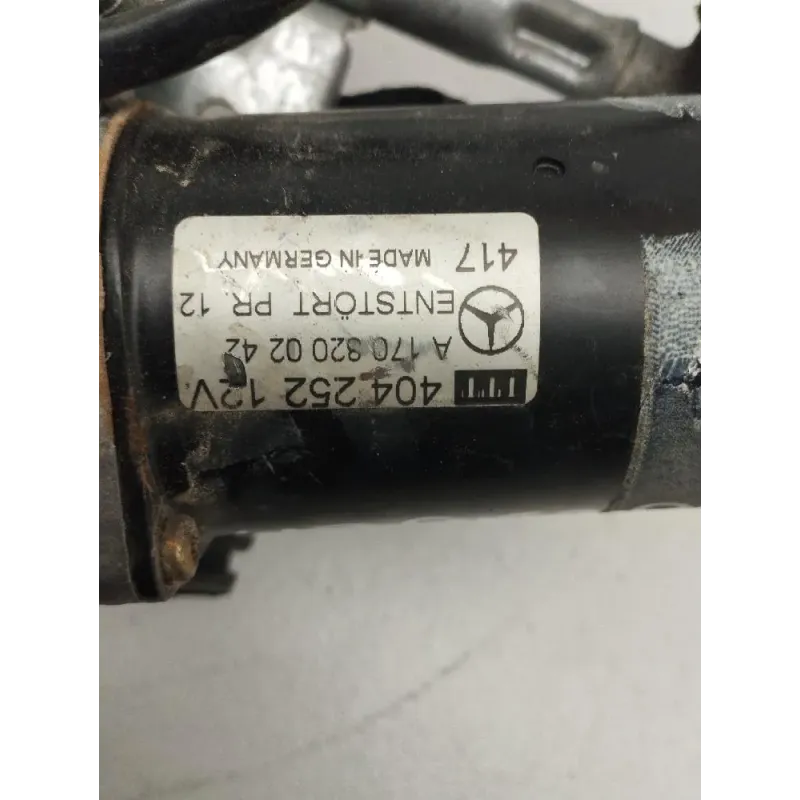 404 252 12V.
A 170 820 02 42
ENTSTÖRT PR. 12
417 MADE IN GERMANY